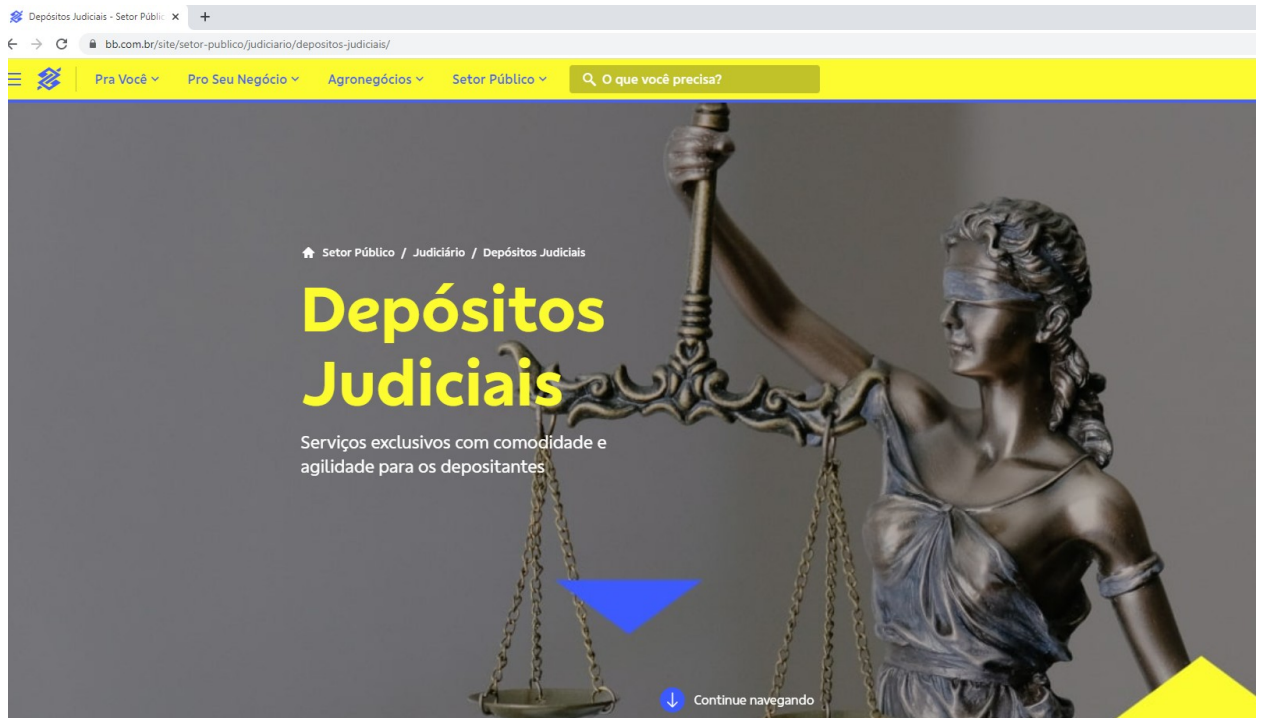 Depósitos Judiciais - Setor Públic
bb.com.br/site/setor-publico/judiciario/depositos-judiciais/
Pra Você Pro Seu Negócio Agronegócios Setor Público O que você precisa?
Setor Público / Judiciário / Depósitos Judiciais
Depósitos
Judiciais
Serviços exclusivos com comodidade e
agilidade para os depositantes
Continue navegando